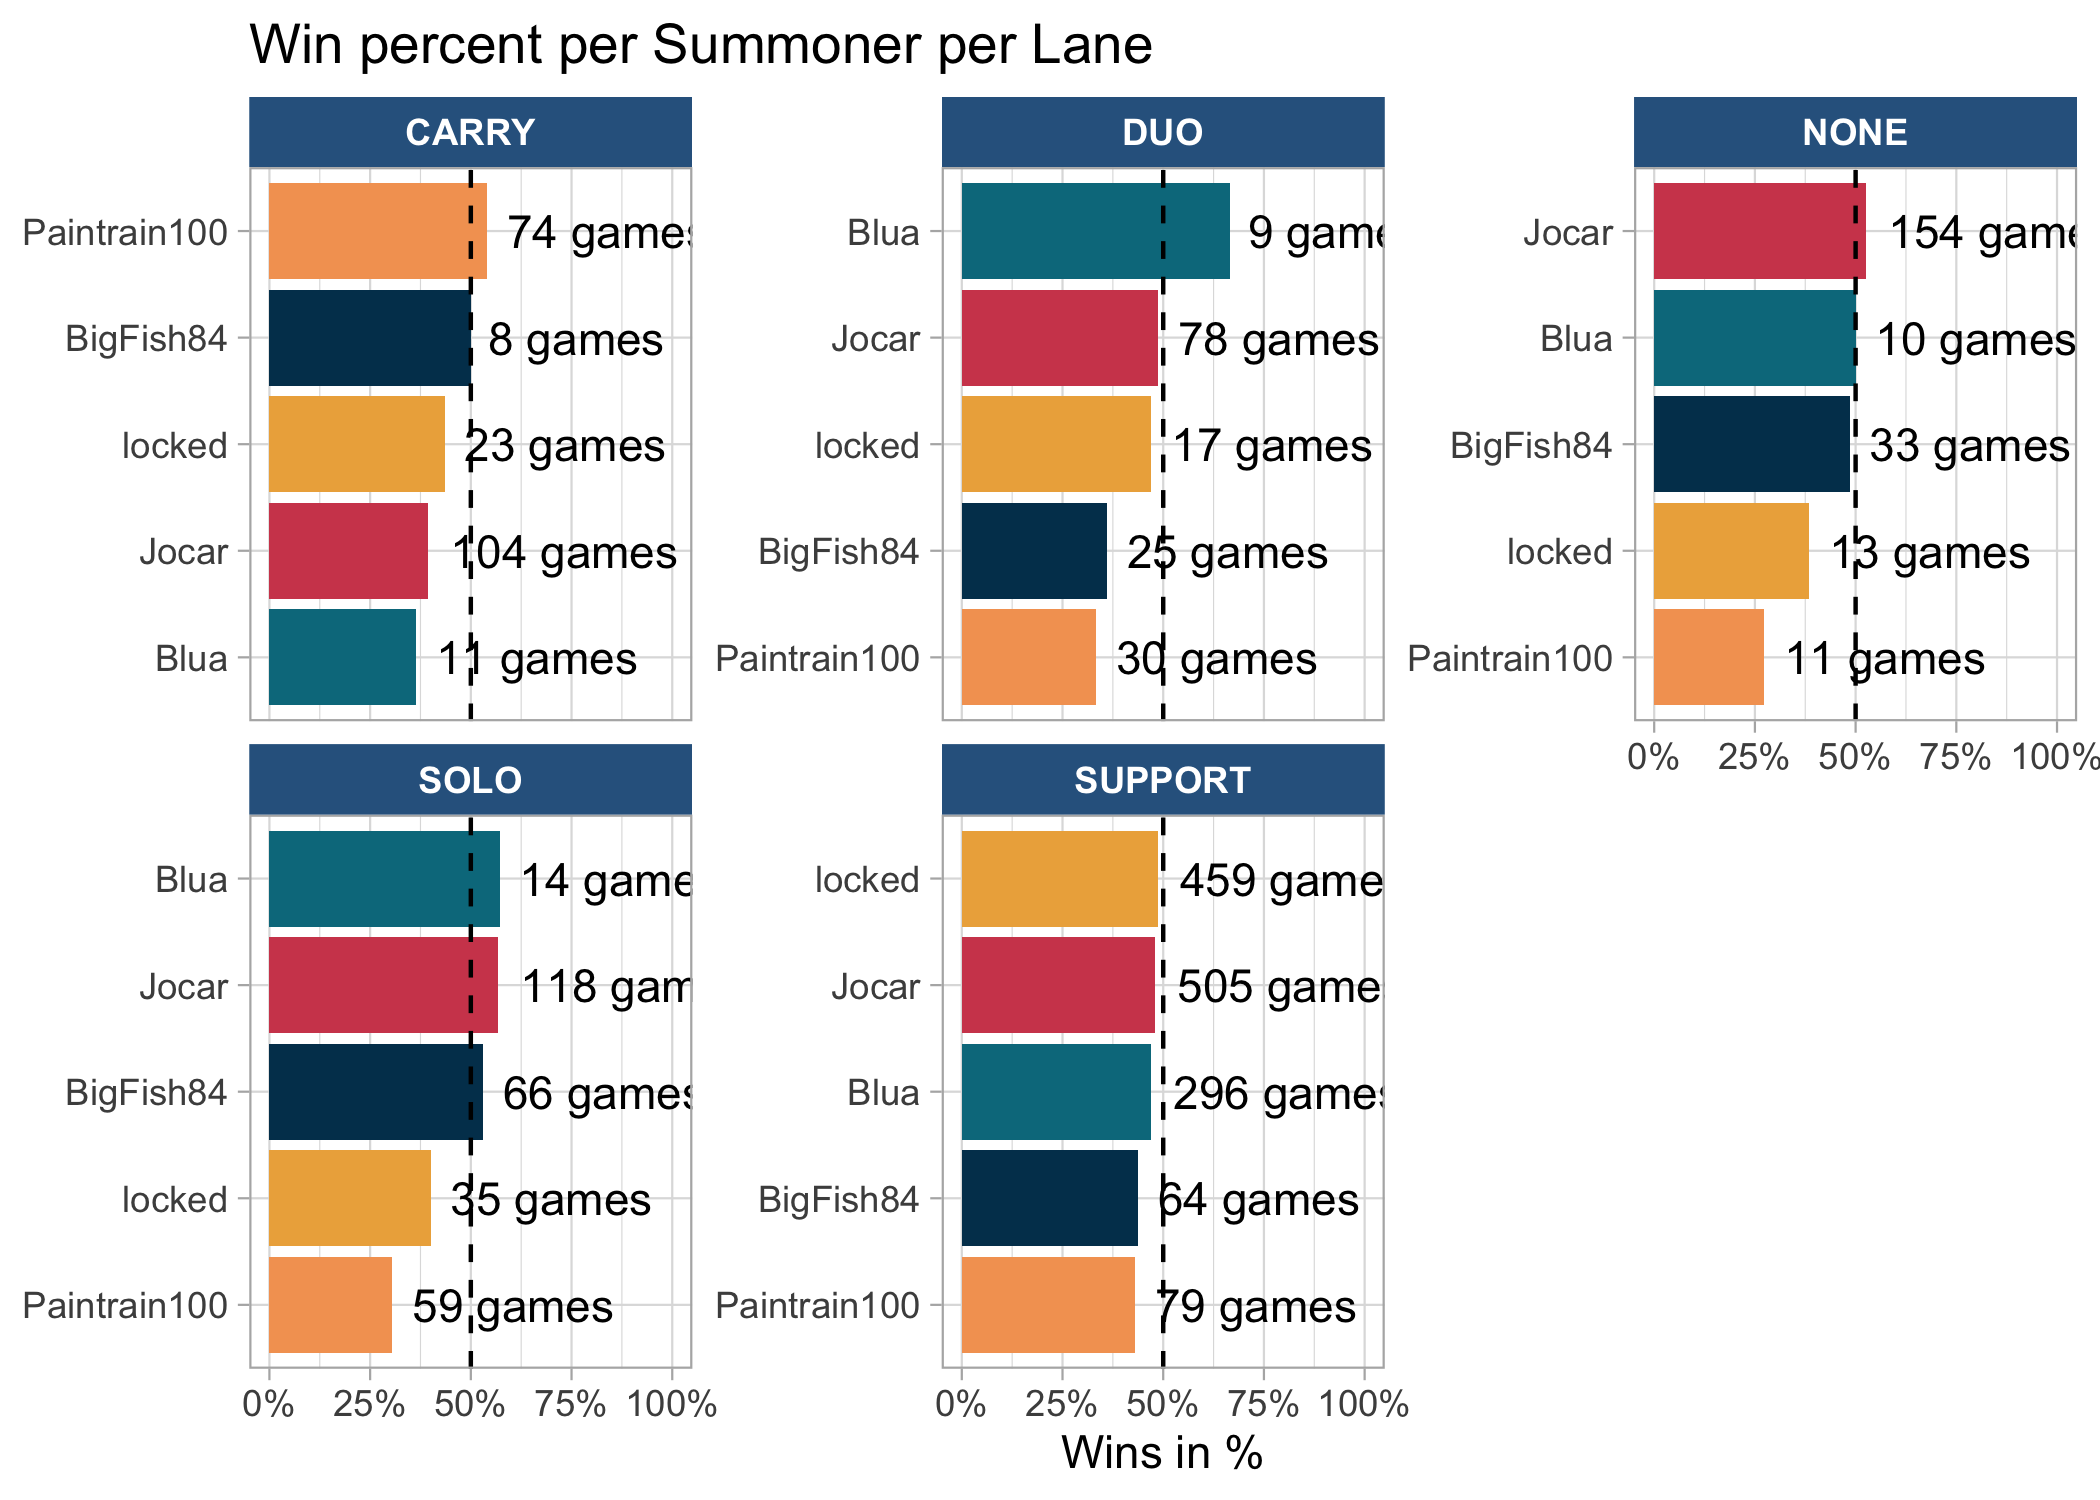 Win percent per Summoner per Lane
CARRY
Paintrain100 74 games
BigFish84 8 games
locked 23 games
Jocar 104 games
Blua 11 games
DUO
Blua 9 game
Jocar 78 games
locked 17 games
BigFish84 25 games
Paintrain100 30 games
NONE
Jocar 154 game
Blua 10 games
BigFish84 33 games
locked 13 games
Paintrain100 11 games
0% 25% 50% 75% 100%
SOLO
Blua 14 game
Jocar 118 gam
BigFish84 66 games
locked 35 games
Paintrain100 59 games
0% 25% 50% 75% 100%
SUPPORT
locked 459 game
Jocar 505 game
Blua 296 games
BigFish84 64 games
Paintrain100 79 games
0% 25% 50% 75% 100%
Wins in %